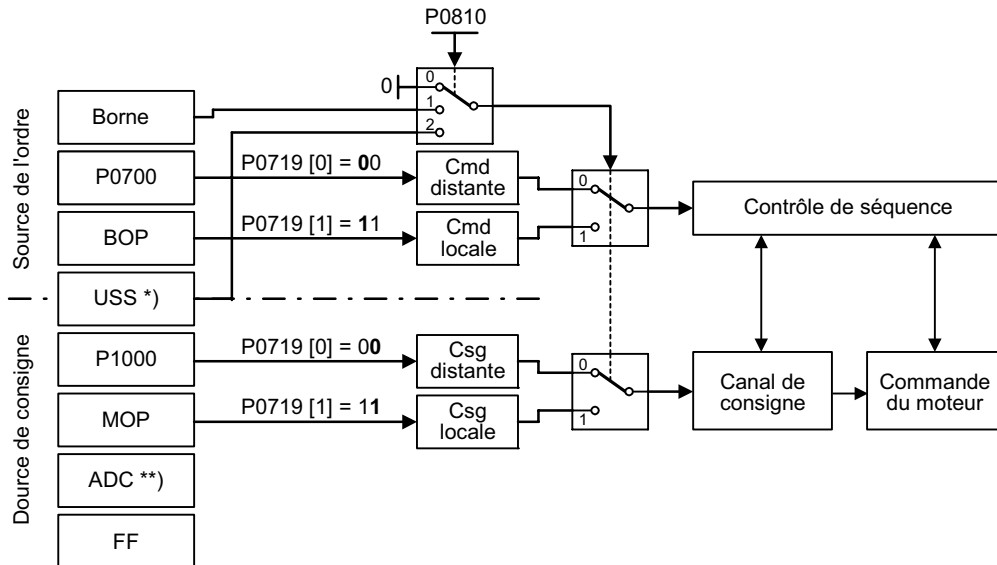 P0810
Source de l'ordre
Dource de consigne
0
0
1
2
Borne
P0700
P0719 [0] = 00
Cmd
distante
BOP
P0719 [1] = 11
Cmd
locale
0
1
Contrôle de séquence
USS *)
P1000
P0719 [0] = 00
Csg
distante
MOP
P0719 [1] = 11
Csg
locale
0
1
Canal de
consigne
Commande
du moteur
ADC **)
FF